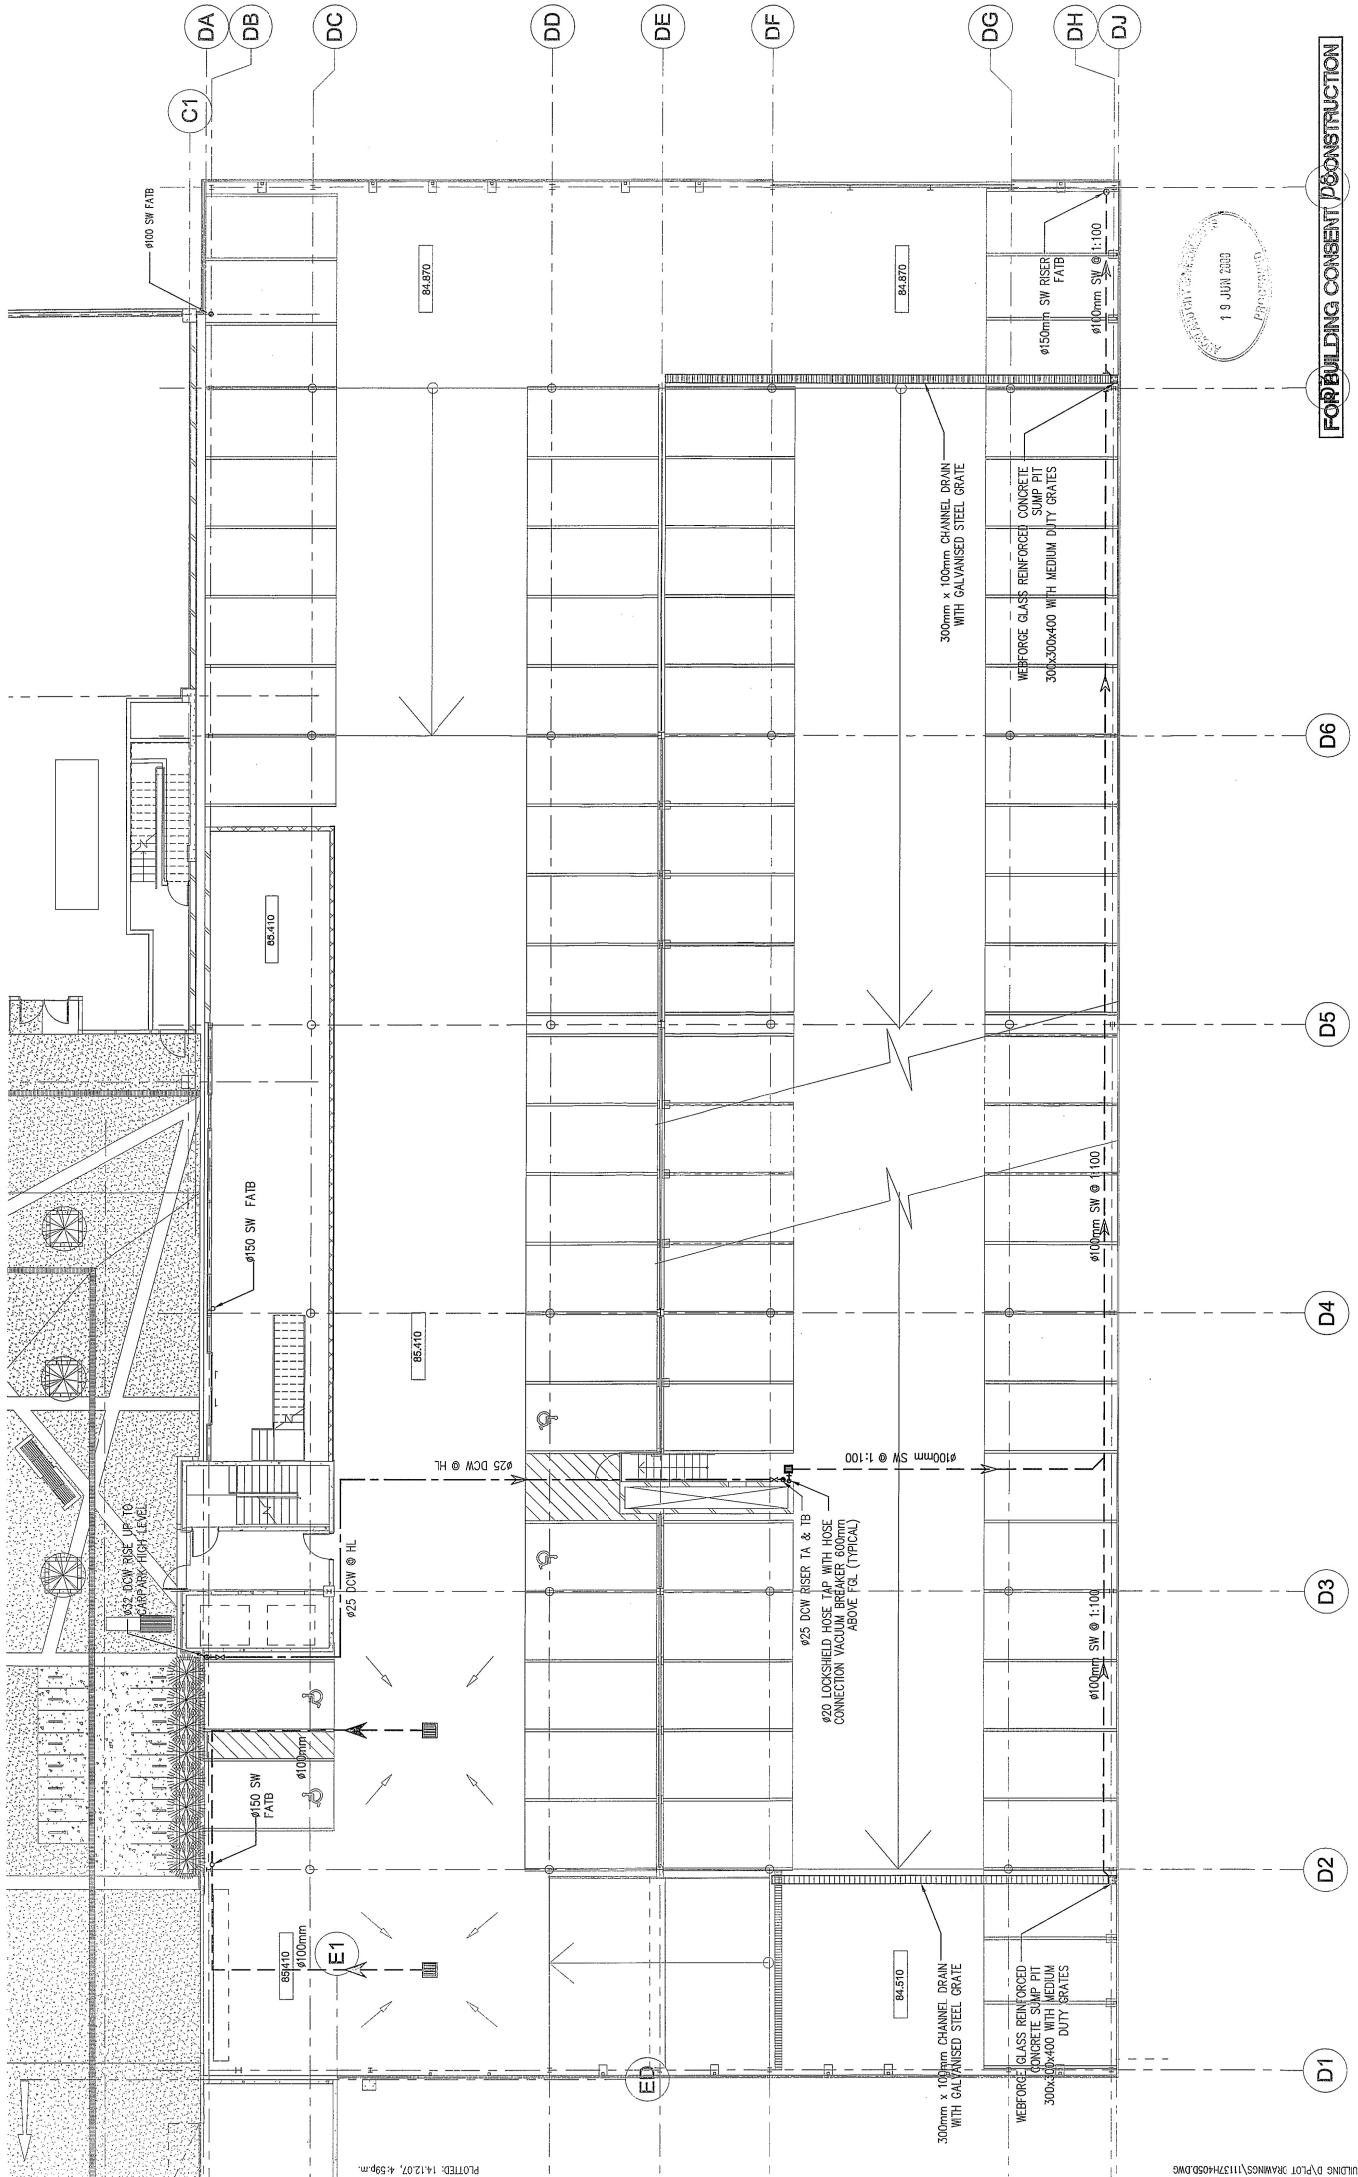 DA
DB
DC
DD
DE
DF
DG
DH
DJ
C1
ø100 SW FATB
84.870
84.870
ø150mm SW RISER
FATB
ø100mm SW @ 1:100
19 JUN 2000
FOR BUILDING CONSENT / CONSTRUCTION
300mm x 100mm CHANNEL DRAIN
WITH GALVANISED STEEL GRATE
WEBFORGE GLASS REINFORCED CONCRETE
SUMP PIT
300x300x400 WITH MEDIUM DUTY GRATES
D6
85.410
D5
ø150 SW FATB
85.410
ø100mm SW @ 1:100
D4
ø25 DCW @ HL
ø100mm SW @ 1:100
ø32 DCW RISE UP TO
CARPARK HIGH LEVEL
ø25 DCW @ HL
ø25 DCW RISER TA & TB
ø20 LOCKSHIELD HOSE TAP WITH HOSE
CONNECTION VACUUM BREAKER 600mm
ABOVE FGL (TYPICAL)
D3
ø100mm SW @ 1:100
ø100mm
ø150 SW
FATB
D2
85.410
ø100mm
E1
84.510
300mm x 100mm CHANNEL DRAIN
WITH GALVANISED STEEL GRATE
WEBFORGE GLASS REINFORCED
CONCRETE SUMP PIT
300x300x400 WITH MEDIUM
DUTY GRATES
ED
D1
PLOTTED: 14.12.07, 4:59p.m.
UILDING D\PLOT DRAWINGS\111137H405D.DWG